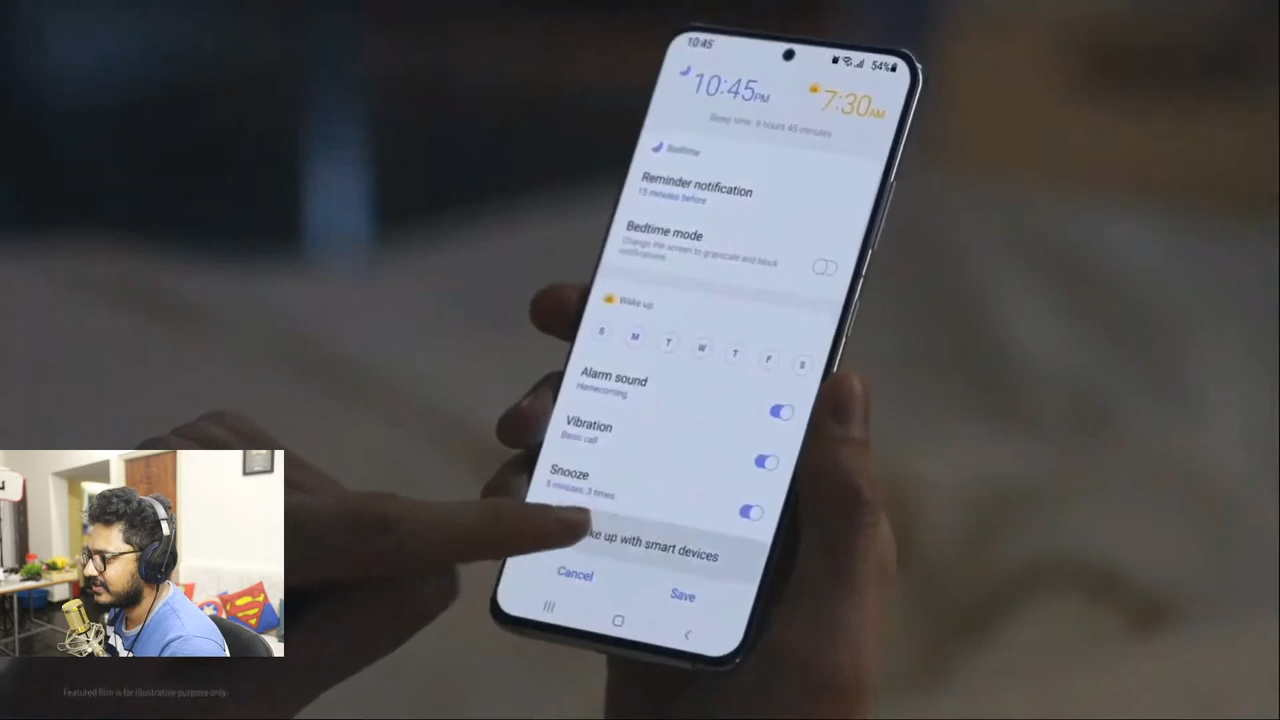 10:45
54%
10:45PM
7:30AM
Sleep time: 8 hours 45 minutes
Bedtime
Reminder notification
15 minutes before
Bedtime mode
Change the screen to grayscale and block
notifications.
Wake up
S M T W T F S
Alarm sound
Homecoming
Vibration
Basic call
Snooze
5 minutes, 3 times
ke up with smart devices
Cancel
Save
Featured film is for illustrative purpose only.